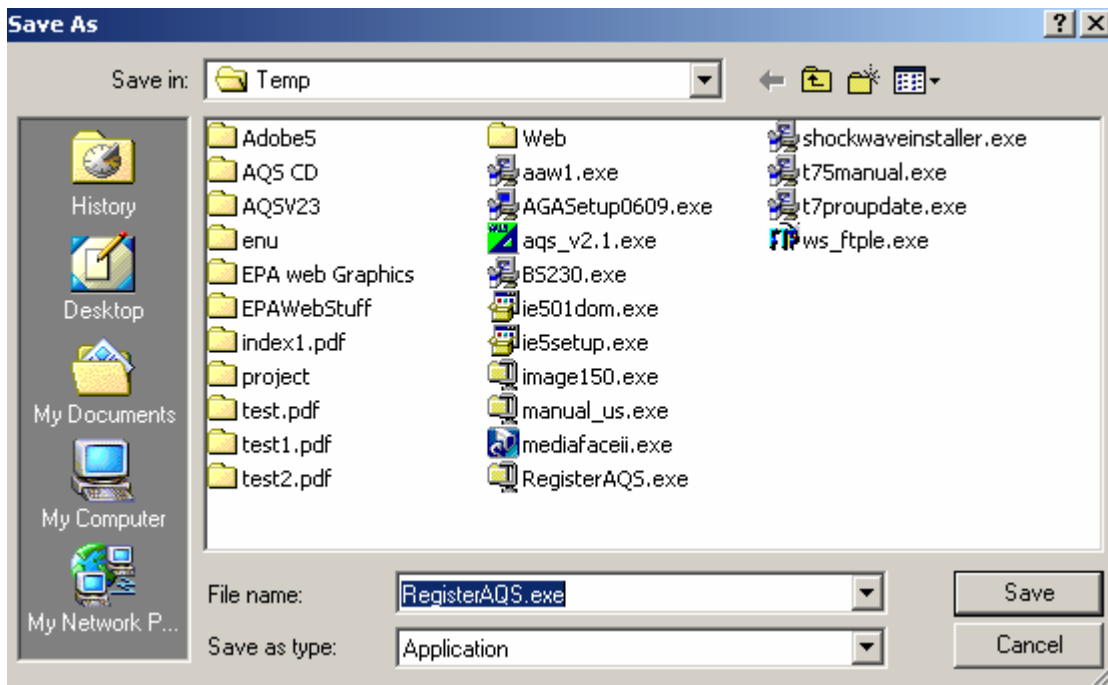 Save As
Save in: Temp
History
Desktop
My Documents
My Computer
My Network P...
Adobe5
AQS CD
AQSV23
enu
EPA web Graphics
EPAWebStuff
index1.pdf
project
test.pdf
test1.pdf
test2.pdf
Web
aaw1.exe
AGASetup0609.exe
aqs_v2.1.exe
BS230.exe
ie501dom.exe
ie5setup.exe
image150.exe
manual_us.exe
mediafaceii.exe
RegisterAQS.exe
shockwaveinstaller.exe
t75manual.exe
t7proupdate.exe
FTP ws_ftple.exe
File name: RegisterAQS.exe Save
Save as type: Application Cancel